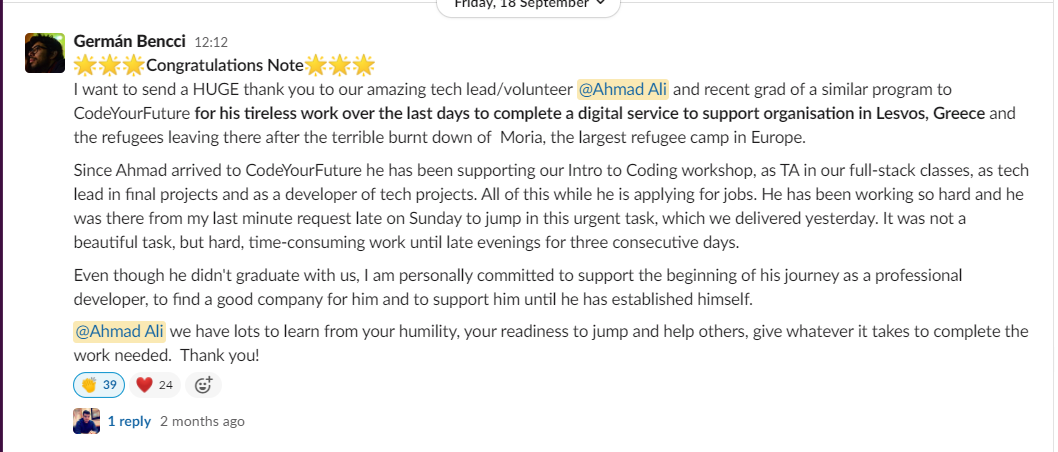 Friday, 18 September
Germán Bencci 12:12
🌟🌟🌟Congratulations Note🌟🌟🌟
I want to send a HUGE thank you to our amazing tech lead/volunteer @Ahmad Ali and recent grad of a similar program to
CodeYourFuture for his tireless work over the last days to complete a digital service to support organisation in Lesvos, Greece and
the refugees leaving there after the terrible burnt down of Moria, the largest refugee camp in Europe.
Since Ahmad arrived to CodeYourFuture he has been supporting our Intro to Coding workshop, as TA in our full-stack classes, as tech
lead in final projects and as a developer of tech projects. All of this while he is applying for jobs. He has been working so hard and he
was there from my last minute request late on Sunday to jump in this urgent task, which we delivered yesterday. It was not a
beautiful task, but hard, time-consuming work until late evenings for three consecutive days.
Even though he didn't graduate with us, I am personally committed to support the beginning of his journey as a professional
developer, to find a good company for him and to support him until he has established himself.
@Ahmad Ali we have lots to learn from your humility, your readiness to jump and help others, give whatever it takes to complete the
work needed. Thank you!
👏 39 ❤️ 24
1 reply 2 months ago